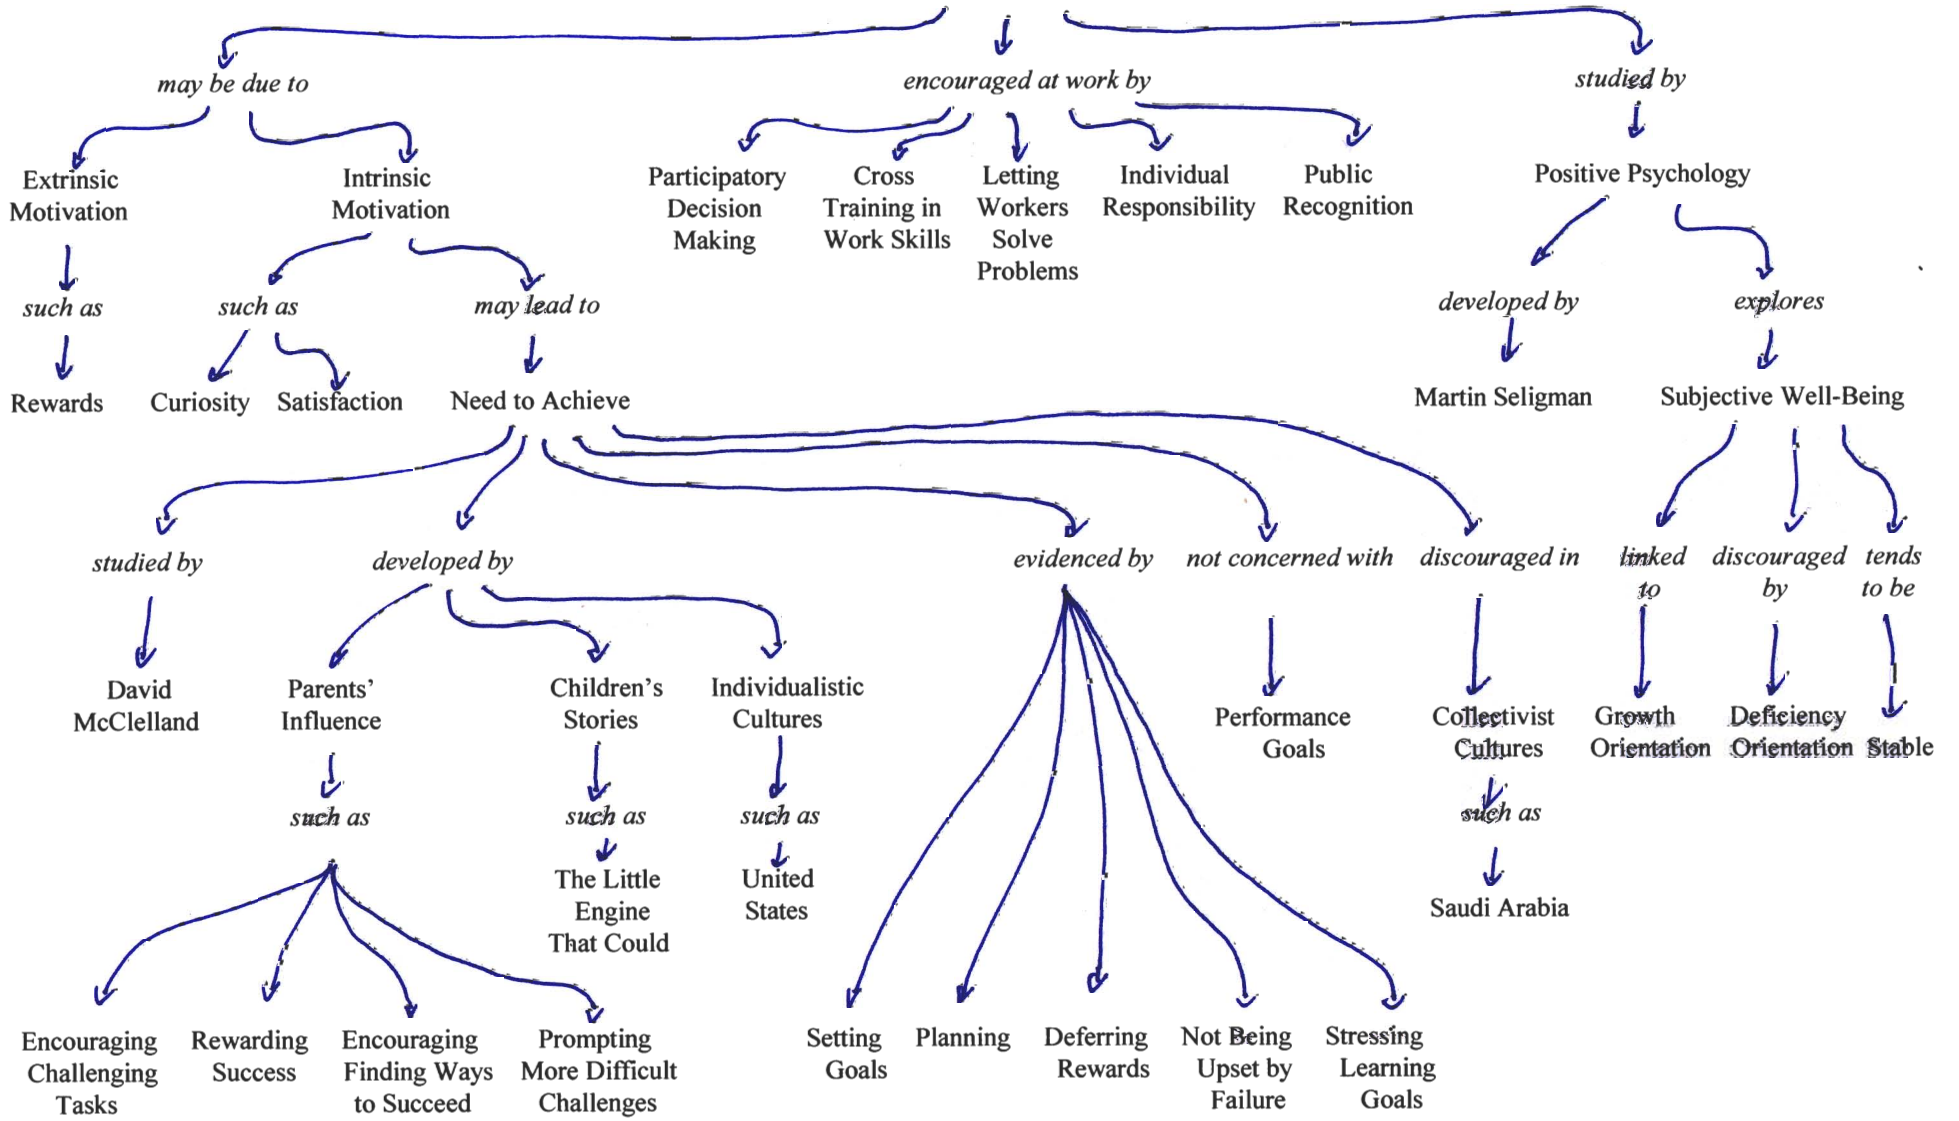 may be due to
encouraged at work by
studied by
Extrinsic
Motivation
Intrinsic
Motivation
Participatory
Decision
Making
Cross
Training in
Work Skills
Letting
Workers
Solve
Problems
Individual
Responsibility
Public
Recognition
Positive Psychology
such as
such as
may lead to
developed by
explores
Rewards
Curiosity
Satisfaction
Need to Achieve
Martin Seligman
Subjective Well-Being
studied by
developed by
evidenced by
not concerned with
discouraged in
linked
to
discouraged
by
tends
to be
David
McClelland
Parents'
Influence
Children's
Stories
Individualistic
Cultures
Performance
Goals
Collectivist
Cultures
Growth
Orientation
Deficiency
Orientation
Stable
such as
such as
such as
such as
The Little
Engine
That Could
United
States
Saudi Arabia
Encouraging
Challenging
Tasks
Rewarding
Success
Encouraging
Finding Ways
to Succeed
Prompting
More Difficult
Challenges
Setting
Goals
Planning
Deferring
Rewards
Not Being
Upset by
Failure
Stressing
Learning
Goals